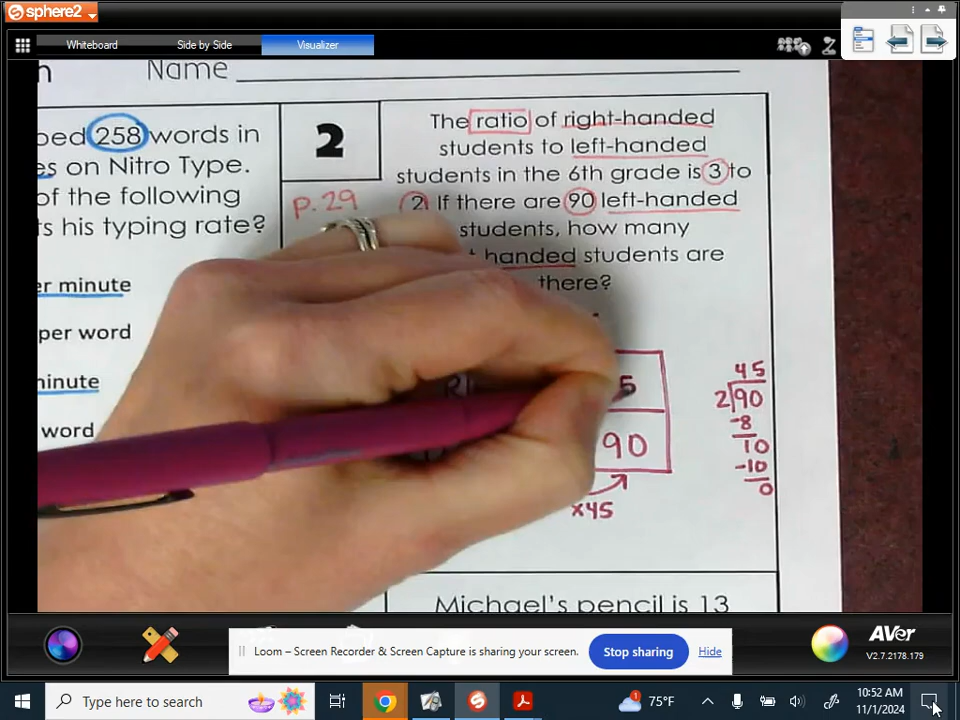 sphere2
Whiteboard
Side by Side
Visualizer
Name
258 words in
on Nitro Type.
of the following
his typing rate?
minute
per word
word
2
p. 29
The ratio of right-handed
students to left-handed
students in the 6th grade is 3 to
2. If there are 90 left-handed
students, how many
handed students are
there?
5
90
x45
45
2)90
-8
10
-10
0
Michael's pencil is 13
Loom – Screen Recorder & Screen Capture is sharing your screen.
Stop sharing
Hide
AVer
V2.7.2178.179
Type here to search
1
75°F
10:52 AM
11/1/2024